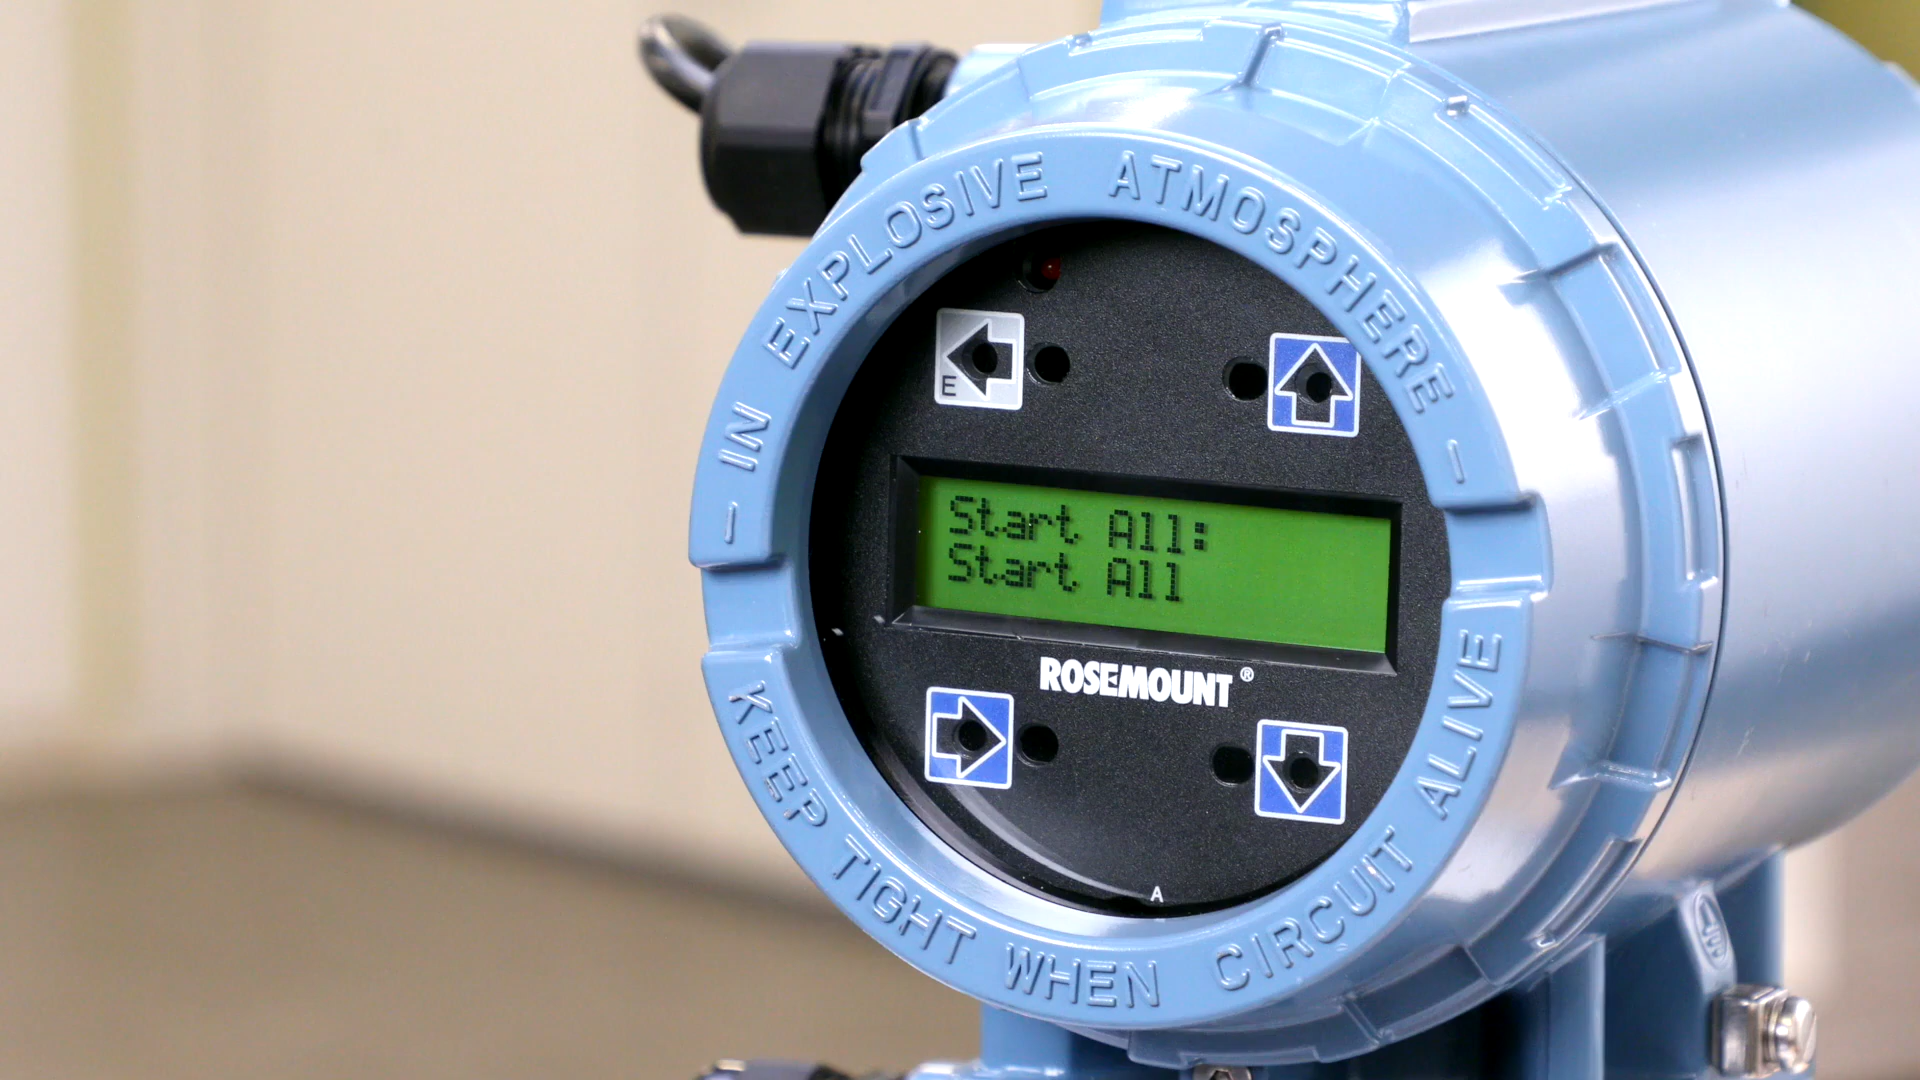 - IN EXPLOSIVE ATMOSPHERE -
E
Start All:
Start All
ROSEMOUNT®
A
KEEP TIGHT WHEN CIRCUIT ALIVE